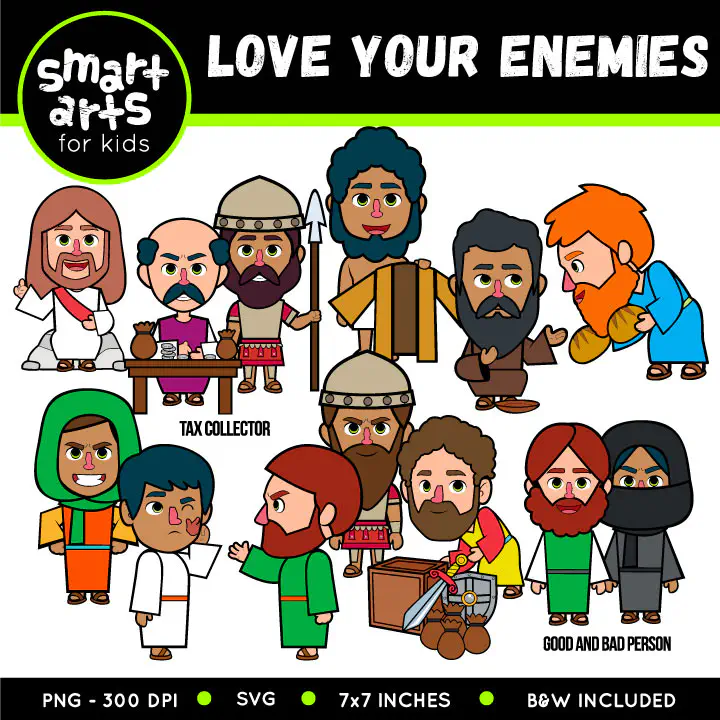 LOVE YOUR ENEMIES
smart
arts
for kids
TAX COLLECTOR
GOOD AND BAD PERSON
PNG - 300 DPI SVG 7x7 INCHES B&W INCLUDED